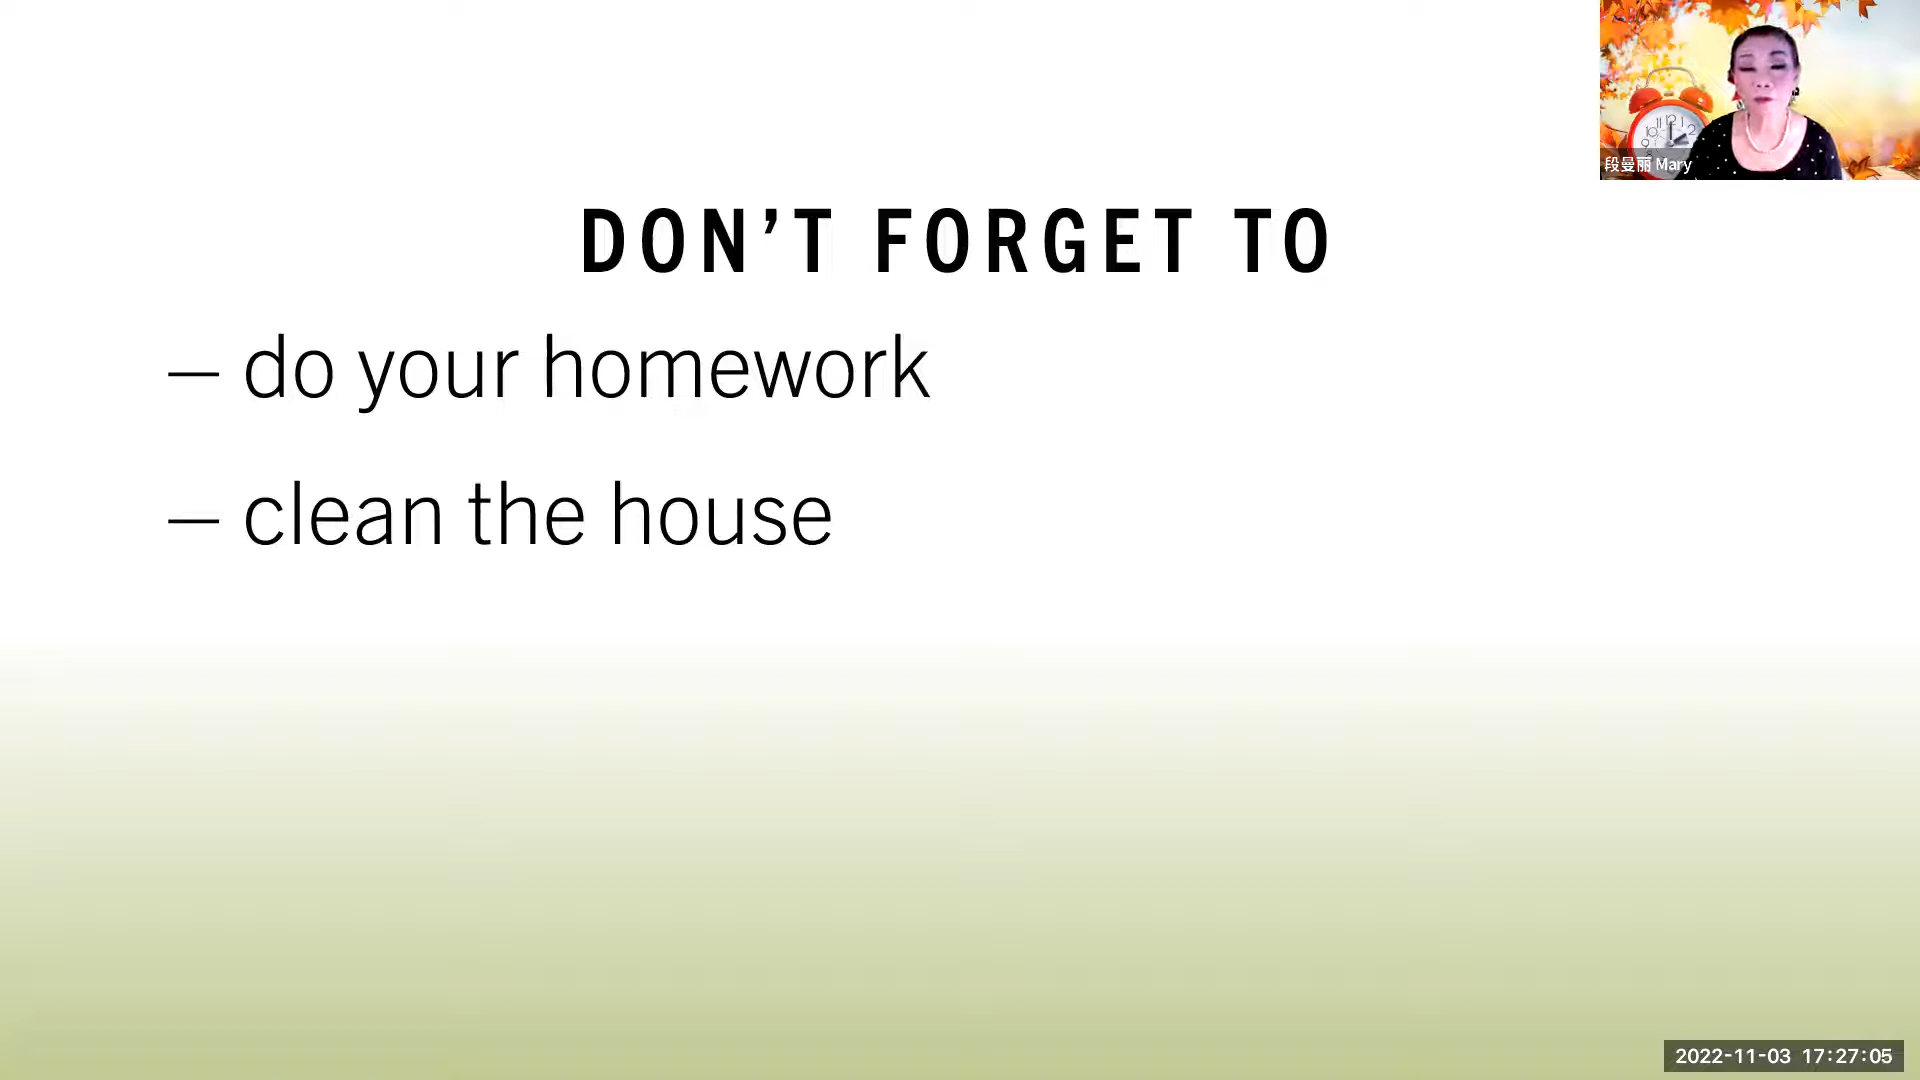 DON’T FORGET TO
– do your homework
– clean the house
段曼丽 Mary
2022-11-03 17:27:05